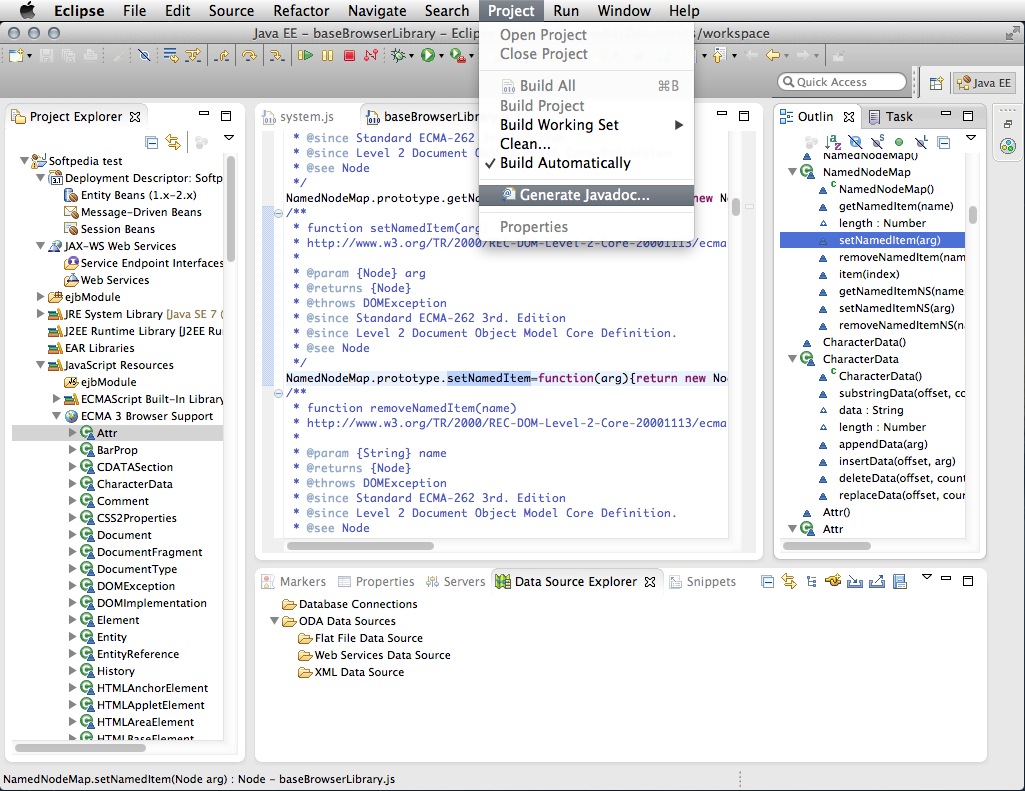 Eclipse File Edit Source Refactor Navigate Search Project Run Window Help
Java EE – baseBrowserLibrary – Eclip
s/workspace
Quick Access
Java EE
Project Explorer
Softpedia test
Deployment Descriptor: Softp
Entity Beans (1.x-2.x)
Message-Driven Beans
Session Beans
JAX-WS Web Services
Service Endpoint Interfaces
Web Services
ejbModule
JRE System Library [Java SE 7 (
J2EE Runtime Library [J2EE Run
EAR Libraries
JavaScript Resources
ejbModule
ECMAScript Built-In Library
ECMA 3 Browser Support
Attr
BarProp
CDATASection
CharacterData
Comment
CSS2Properties
Document
DocumentFragment
DocumentType
DOMException
DOMImplementation
Element
Entity
EntityReference
History
HTMLAnchorElement
HTMLAppletElement
HTMLAreaElement
HTMLBaseElement
system.js
baseBrowserLibr
* @since Standard ECMA-262
* @since Level 2 Document O
* @see Node
*/
NamedNodeMap.prototype.getNa
new N
/**
* function setNamedItem(arg
* http://www.w3.org/TR/2000/REC-DOM-Level-2-Core-20001113/ecma
*
* @param {Node} arg
* @returns {Node}
* @throws DOMException
* @since Standard ECMA-262 3rd. Edition
* @since Level 2 Document Object Model Core Definition.
* @see Node
*/
NamedNodeMap.prototype.setNamedItem=function(arg){return new No
/**
* function removeNamedItem(name)
* http://www.w3.org/TR/2000/REC-DOM-Level-2-Core-20001113/ecma
*
* @param {String} name
* @returns {Node}
* @throws DOMException
* @since Standard ECMA-262 3rd. Edition
* @since Level 2 Document Object Model Core Definition.
* @see Node
Open Project
Close Project
Build All ⌘B
Build Project
Build Working Set
Clean...
✓ Build Automatically
Generate Javadoc...
Properties
Outlin
Task
NamedNodeMap()
NamedNodeMap
NamedNodeMap()
getNamedItem(name)
length : Number
setNamedItem(arg)
removeNamedItem(nam
item(index)
getNamedItemNS(name
setNamedItemNS(arg)
removeNamedItemNS(n
CharacterData()
CharacterData
CharacterData()
substringData(offset, co
data : String
length : Number
appendData(arg)
insertData(offset, arg)
deleteData(offset, count
replaceData(offset, cour
Attr()
Attr
Markers
Properties
Servers
Data Source Explorer
Snippets
Database Connections
ODA Data Sources
Flat File Data Source
Web Services Data Source
XML Data Source
NamedNodeMap.setNamedItem(Node arg) : Node – baseBrowserLibrary.js